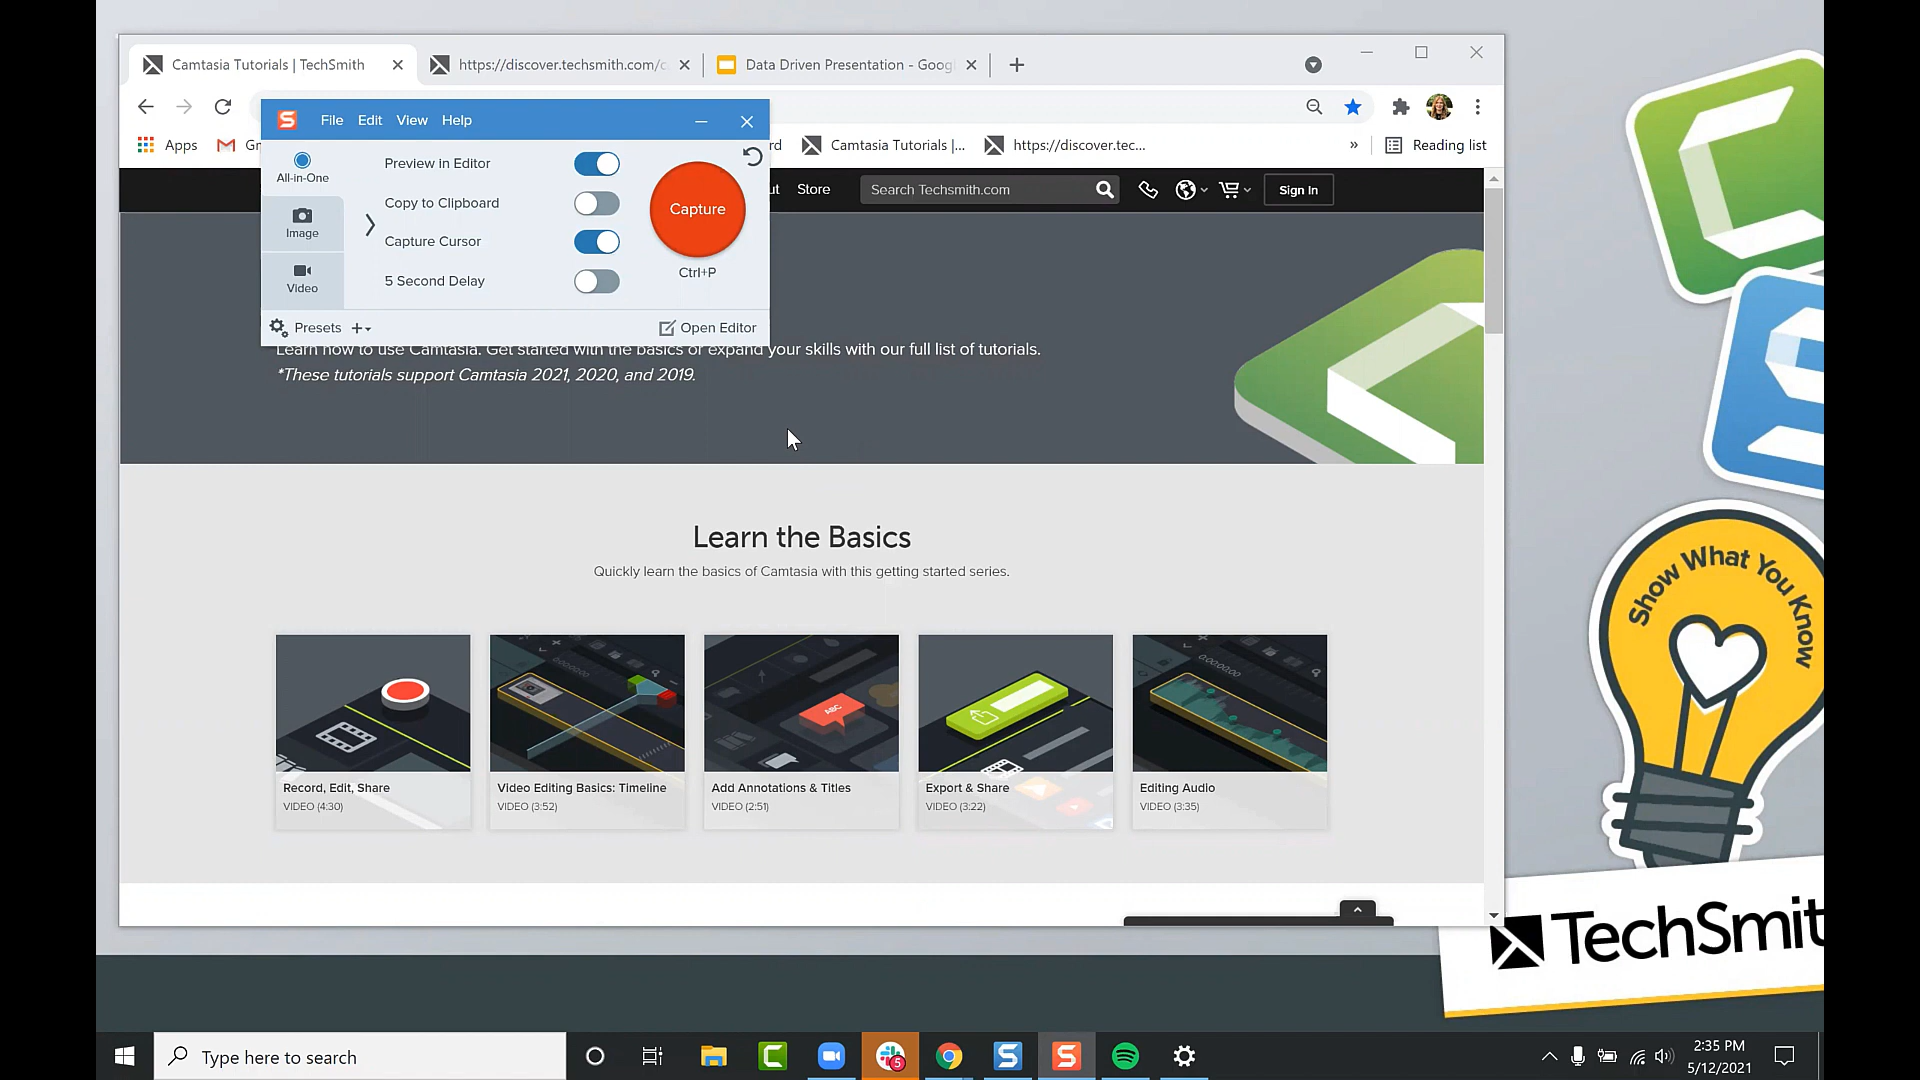 Camtasia Tutorials | TechSmith
https://discover.techsmith.com/c
Data Driven Presentation - Goog
File Edit View Help
Apps
Camtasia Tutorials |...
https://discover.tec...
»
Reading list
All-in-One
Preview in Editor
Copy to Clipboard
Capture Cursor
5 Second Delay
Image
Video
Capture
Ctrl+P
Presets
Open Editor
Store
Search Techsmith.com
Sign In
Learn how to use Camtasia. Get started with the basics or expand your skills with our full list of tutorials.
*These tutorials support Camtasia 2021, 2020, and 2019.
Learn the Basics
Quickly learn the basics of Camtasia with this getting started series.
ABC
Record, Edit, Share
VIDEO (4:30)
Video Editing Basics: Timeline
VIDEO (3:52)
Add Annotations & Titles
VIDEO (2:51)
Export & Share
VIDEO (3:22)
Editing Audio
VIDEO (3:35)
Show What You Know
TechSmit
Type here to search
5
2:35 PM
5/12/2021